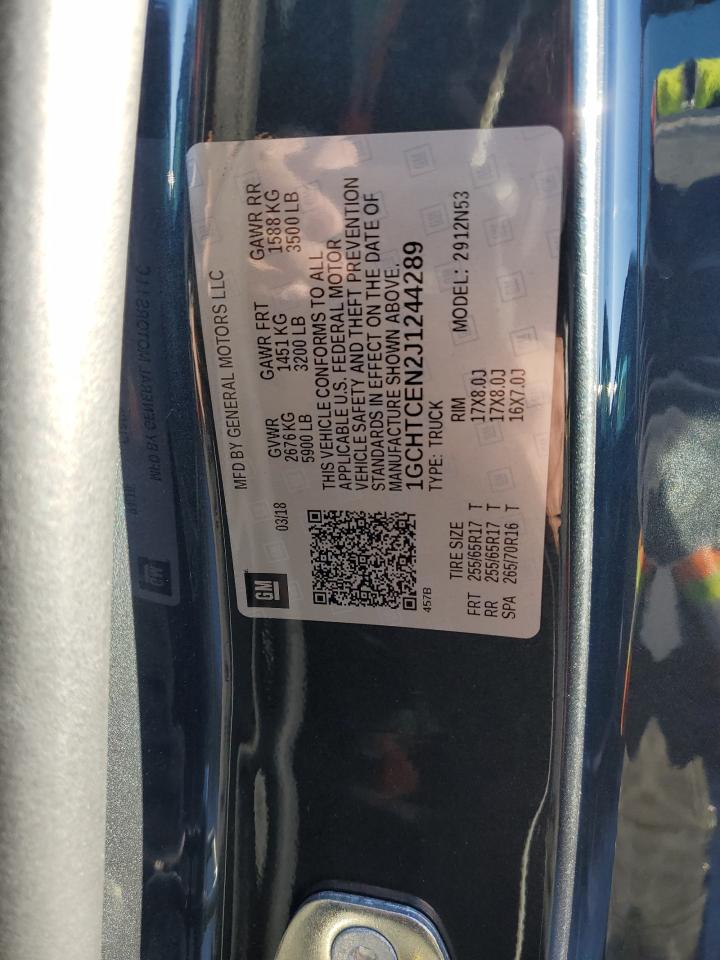 GM
MFD BY GENERAL MOTORS LLC
03/18
GVWR GAWR FRT GAWR RR
2676 KG 1451 KG 1588 KG
5900 LB 3200 LB 3500 LB
THIS VEHICLE CONFORMS TO ALL
APPLICABLE U.S. FEDERAL MOTOR
VEHICLE SAFETY AND THEFT PREVENTION
STANDARDS IN EFFECT ON THE DATE OF
MANUFACTURE SHOWN ABOVE.
1GCHTCEN2J1244289
457B
TYPE: TRUCK
MODEL: 2912N53
TIRE SIZE RIM
FRT 255/65R17 T 17X8.0J
RR 255/65R17 T 17X8.0J
SPA 265/70R16 T 16X7.0J